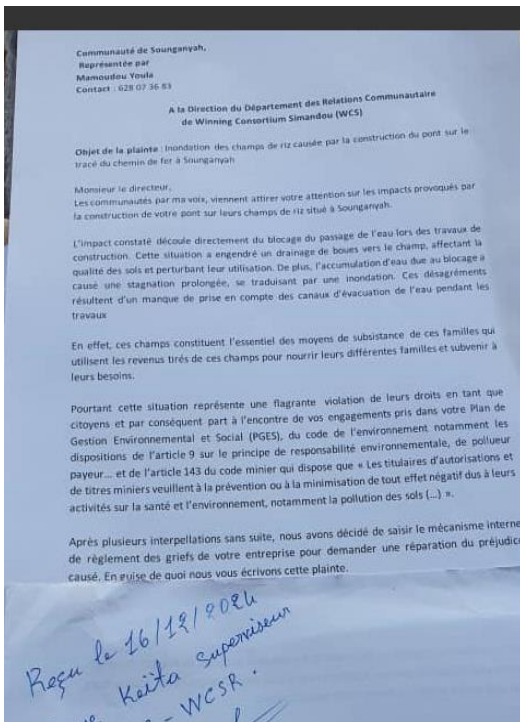 Communauté de Sounganyah,
Représentée par
Mamoudou Youla
Contact : 628 07 36 83
A la Direction du Département des Relations Communautaire
de Winning Consortium Simandou (WCS)
Objet de la plainte : Inondation des champs de riz causée par la construction du pont sur le
tracé du chemin de fer à Sounganyah
Monsieur le directeur,
Les communautés par ma voix, viennent attirer votre attention sur les impacts provoqués par
la construction de votre pont sur leurs champs de riz situé à Sounganyah.
L'impact constaté découle directement du blocage du passage de l'eau lors des travaux de
construction. Cette situation a engendré un drainage de boues vers le champ, affectant la
qualité des sols et perturbant leur utilisation. De plus, l'accumulation d'eau due au blocage a
causé une stagnation prolongée, se traduisant par une inondation. Ces désagréments
résultent d'un manque de prise en compte des canaux d'évacuation de l'eau pendant les
travaux
En effet, ces champs constituent l'essentiel des moyens de subsistance de ces familles qui
utilisent les revenus tirés de ces champs pour nourrir leurs différentes familles et subvenir à
leurs besoins.
Pourtant cette situation représente une flagrante violation de leurs droits en tant que
citoyens et par conséquent part à l'encontre de vos engagements pris dans votre Plan de
Gestion Environnemental et Social (PGES), du code de l'environnement notamment les
dispositions de l'article 9 sur le principe de responsabilité environnementale, de pollueur
payeur... et de l'article 143 du code minier qui dispose que « Les titulaires d'autorisations et
de titres miniers veuillent à la prévention ou à la minimisation de tout effet négatif dus à leurs
activités sur la santé et l'environnement, notamment la pollution des sols (...) ».
Après plusieurs interpellations sans suite, nous avons décidé de saisir le mécanisme interne
de règlement des griefs de votre entreprise pour demander une réparation du préjudice
causé. En guise de quoi nous vous écrivons cette plainte.
Reçu le 16/12/2024
Keïta Superviseur
- WCSR.